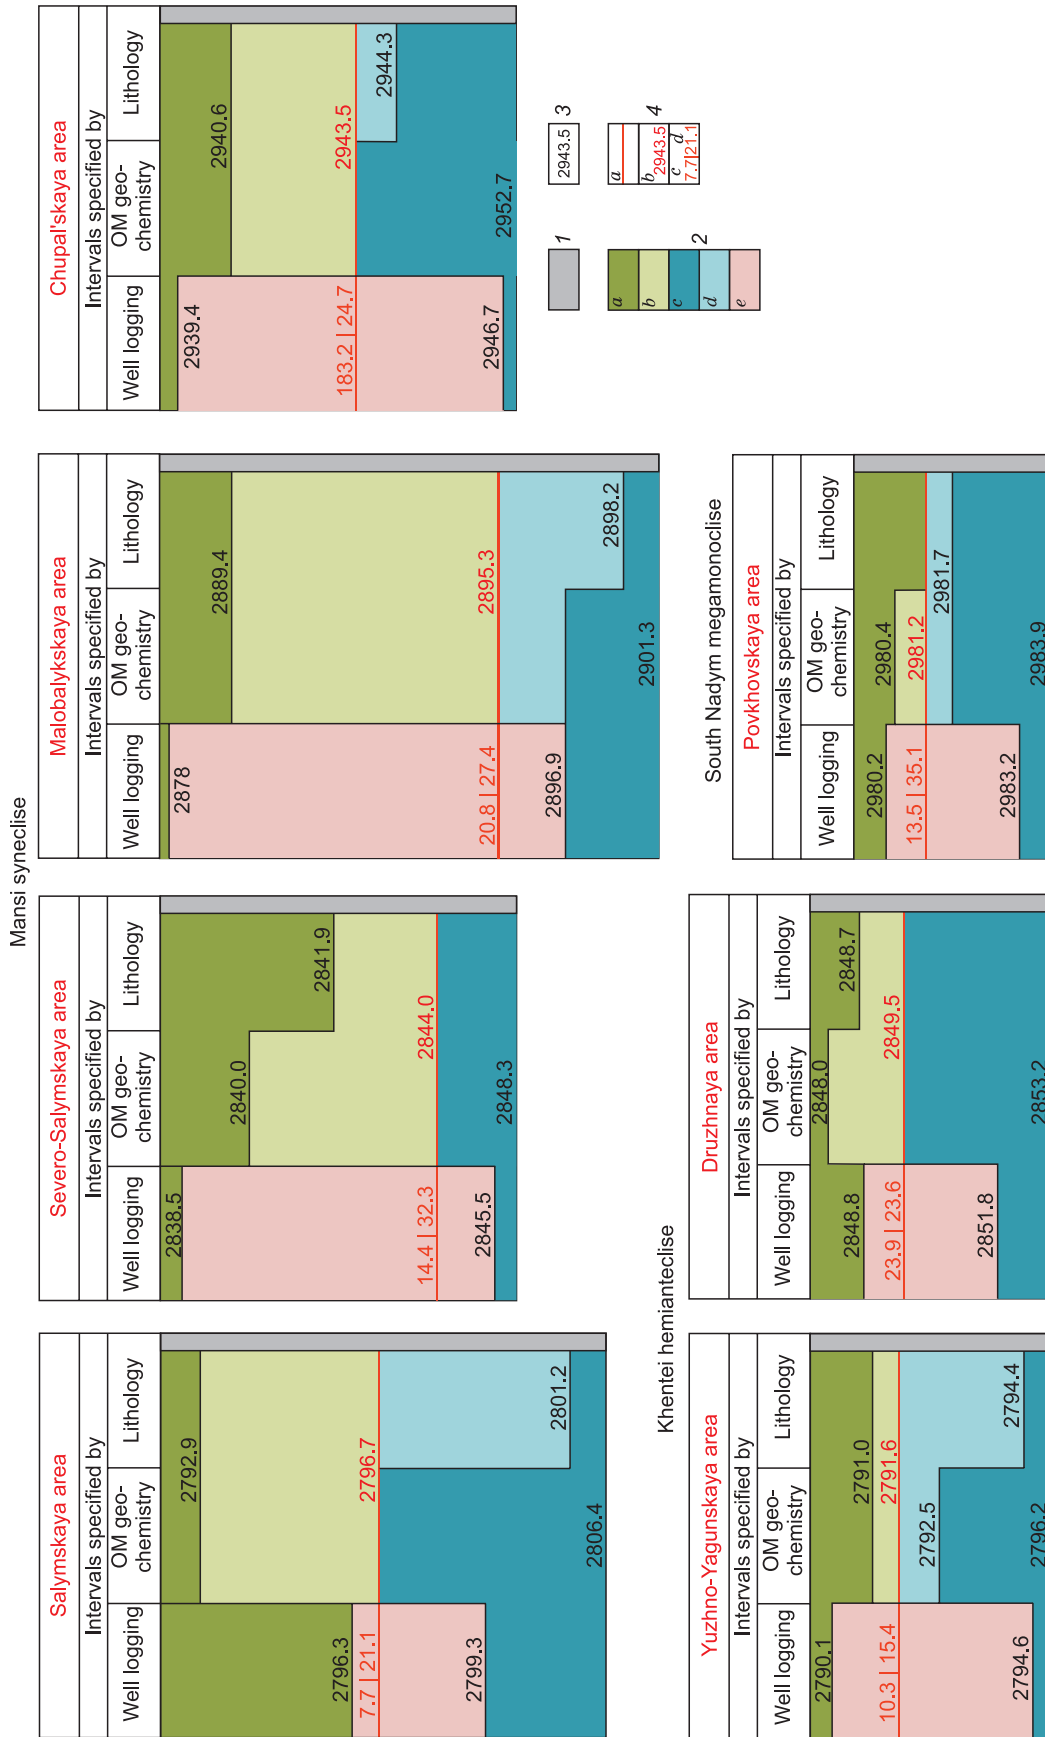 Mansi syneclise
Salymskaya area
Intervals specified by
Well logging
OM geo-
chemistry
Lithology
2792.9
2796.3
2796.7
7.7 | 21.1
2799.3
2801.2
2806.4
Severo-Salymskaya area
Intervals specified by
Well logging
OM geo-
chemistry
Lithology
2838.5
2840.0
2841.9
2844.0
14.4 | 32.3
2845.5
2848.3
Malobalykskaya area
Intervals specified by
Well logging
OM geo-
chemistry
Lithology
2878
2889.4
2895.3
20.8 | 27.4
2896.9
2898.2
2901.3
Chupal'skaya area
Intervals specified by
Well logging
OM geo-
chemistry
Lithology
2939.4
2940.6
2943.5
183.2 | 24.7
2944.3
2946.7
2952.7
Khentei hemianteclise
Yuzhno-Yagunskaya area
Intervals specified by
Well logging
OM geo-
chemistry
Lithology
2790.1
2791.0
2791.6
10.3 | 15.4
2792.5
2794.4
2794.6
2796.2
Druzhnaya area
Intervals specified by
Well logging
OM geo-
chemistry
Lithology
2848.0
2848.7
2848.8
2849.5
23.9 | 23.6
2851.8
2853.2
South Nadym megamonoclise
Povkhovskaya area
Intervals specified by
Well logging
OM geo-
chemistry
Lithology
2980.2
2980.4
2981.2
13.5 | 35.1
2981.7
2983.2
2983.9
1
2943.5 3
a
b
c
d
e
2
a
b 2943.5
c d
7.7|21.1
4